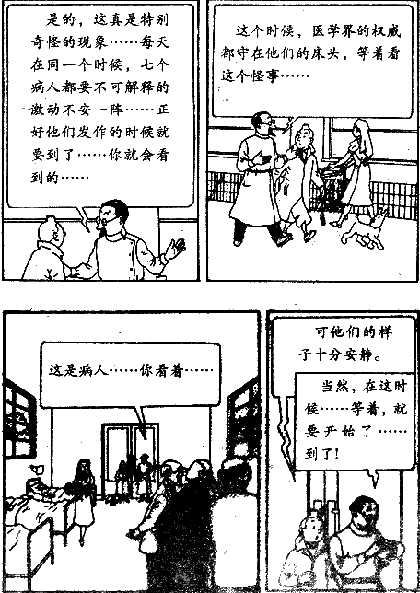 是的，这真是特别
奇怪的现象……每天
在同一个时候，七个
病人都要不可解释的
激动不安一阵……正
好他们发作的时候就
要到了……你就会看
到的……
这个时候，医学界的权威
都守在他们的床头，等着看
这个怪事……
这是病人……你看着……
可他们的样
子十分安静。
当然，在这时
候……等着，就
要开始了……
到了!